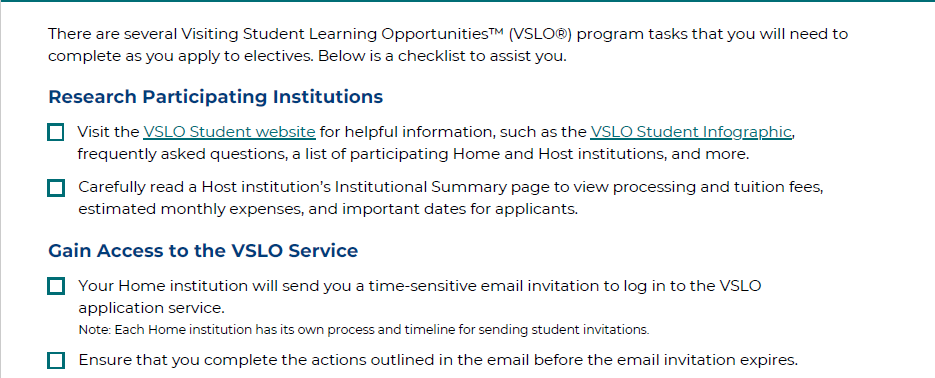 There are several Visiting Student Learning Opportunities™ (VSLO®) program tasks that you will need to
complete as you apply to electives. Below is a checklist to assist you.
Research Participating Institutions
Visit the VSLO Student website for helpful information, such as the VSLO Student Infographic,
frequently asked questions, a list of participating Home and Host institutions, and more.
Carefully read a Host institution’s Institutional Summary page to view processing and tuition fees,
estimated monthly expenses, and important dates for applicants.
Gain Access to the VSLO Service
Your Home institution will send you a time-sensitive email invitation to log in to the VSLO
application service.
Note: Each Home institution has its own process and timeline for sending student invitations.
Ensure that you complete the actions outlined in the email before the email invitation expires.